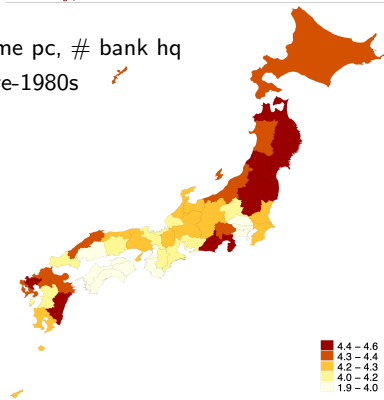 me pc, # bank hq
e-1980s
4.4 – 4.6
4.3 – 4.4
4.2 – 4.3
4.0 – 4.2
1.9 – 4.0